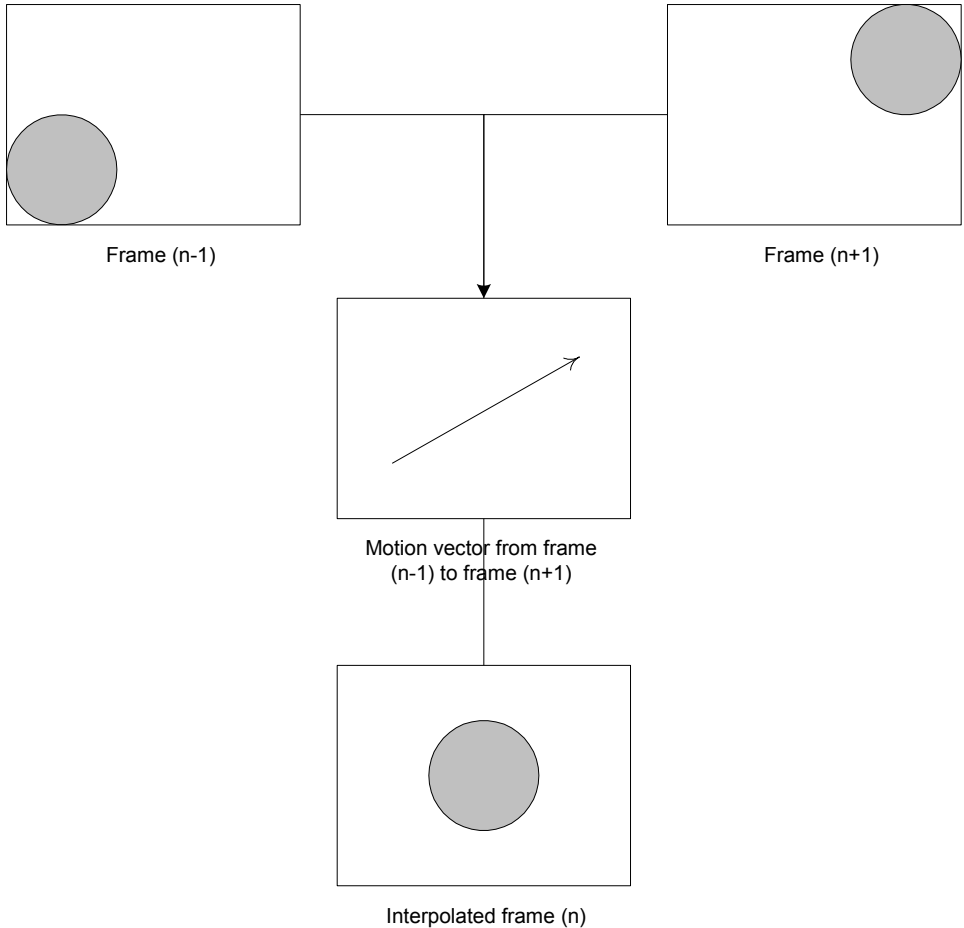 Frame (n-1)
Frame (n+1)
Motion vector from frame
(n-1) to frame (n+1)
Interpolated frame (n)